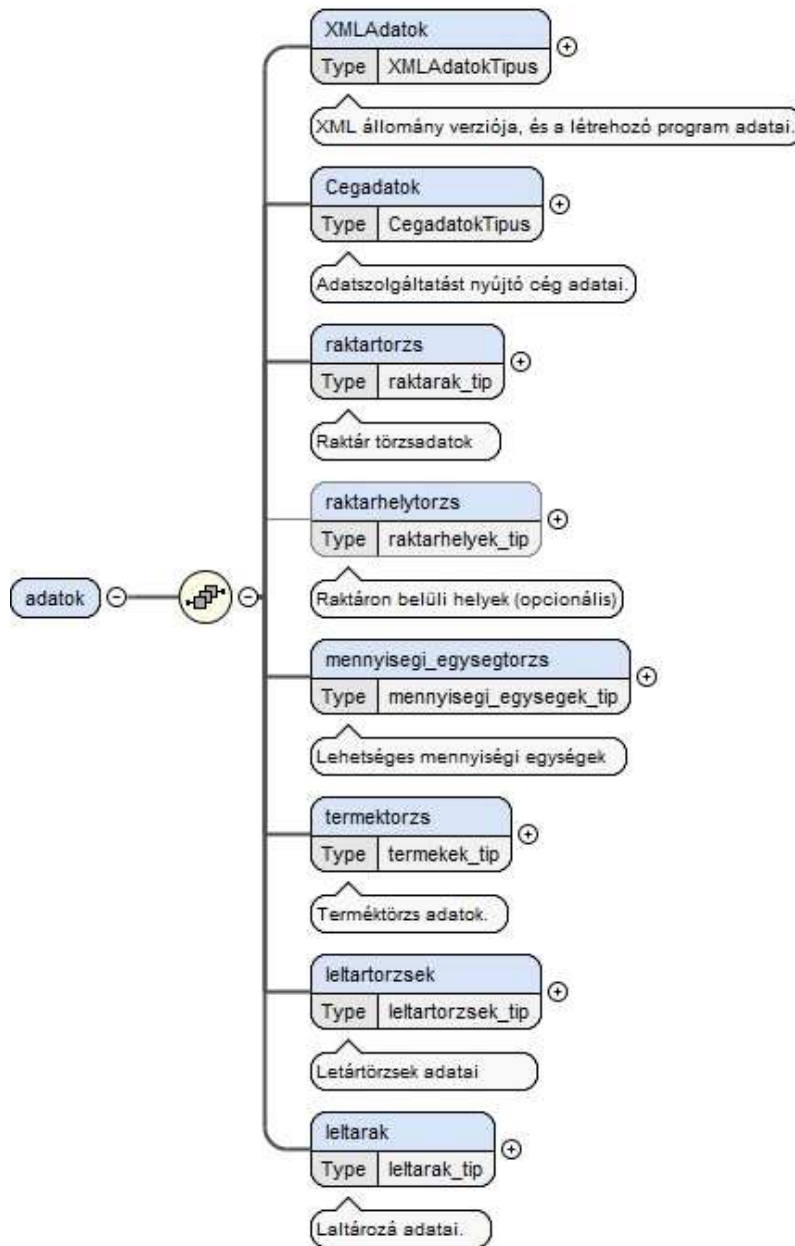 XMLAdatok
Type XMLAdatokTipus
XML állomány verziója, és a létrehozó program adatai.
Cegadatok
Type CegadatokTipus
Adatszolgáltatást nyújtó cég adatai.
raktartorzs
Type raktarak_tip
Raktár törzsadatok
raktarhelytorzs
Type raktarhelyek_tip
Raktáron belüli helyek (opcionális)
adatok
mennyisegi_egysegtorzs
Type mennyisegi_egysegek_tip
Lehetséges mennyiségi egységek
termektorzs
Type termekek_tip
Terméktörzs adatok.
leltartorzsek
Type leltartorzsek_tip
Letártörzsek adatai
leltarak
Type leltarak_tip
Laltározá adatai.